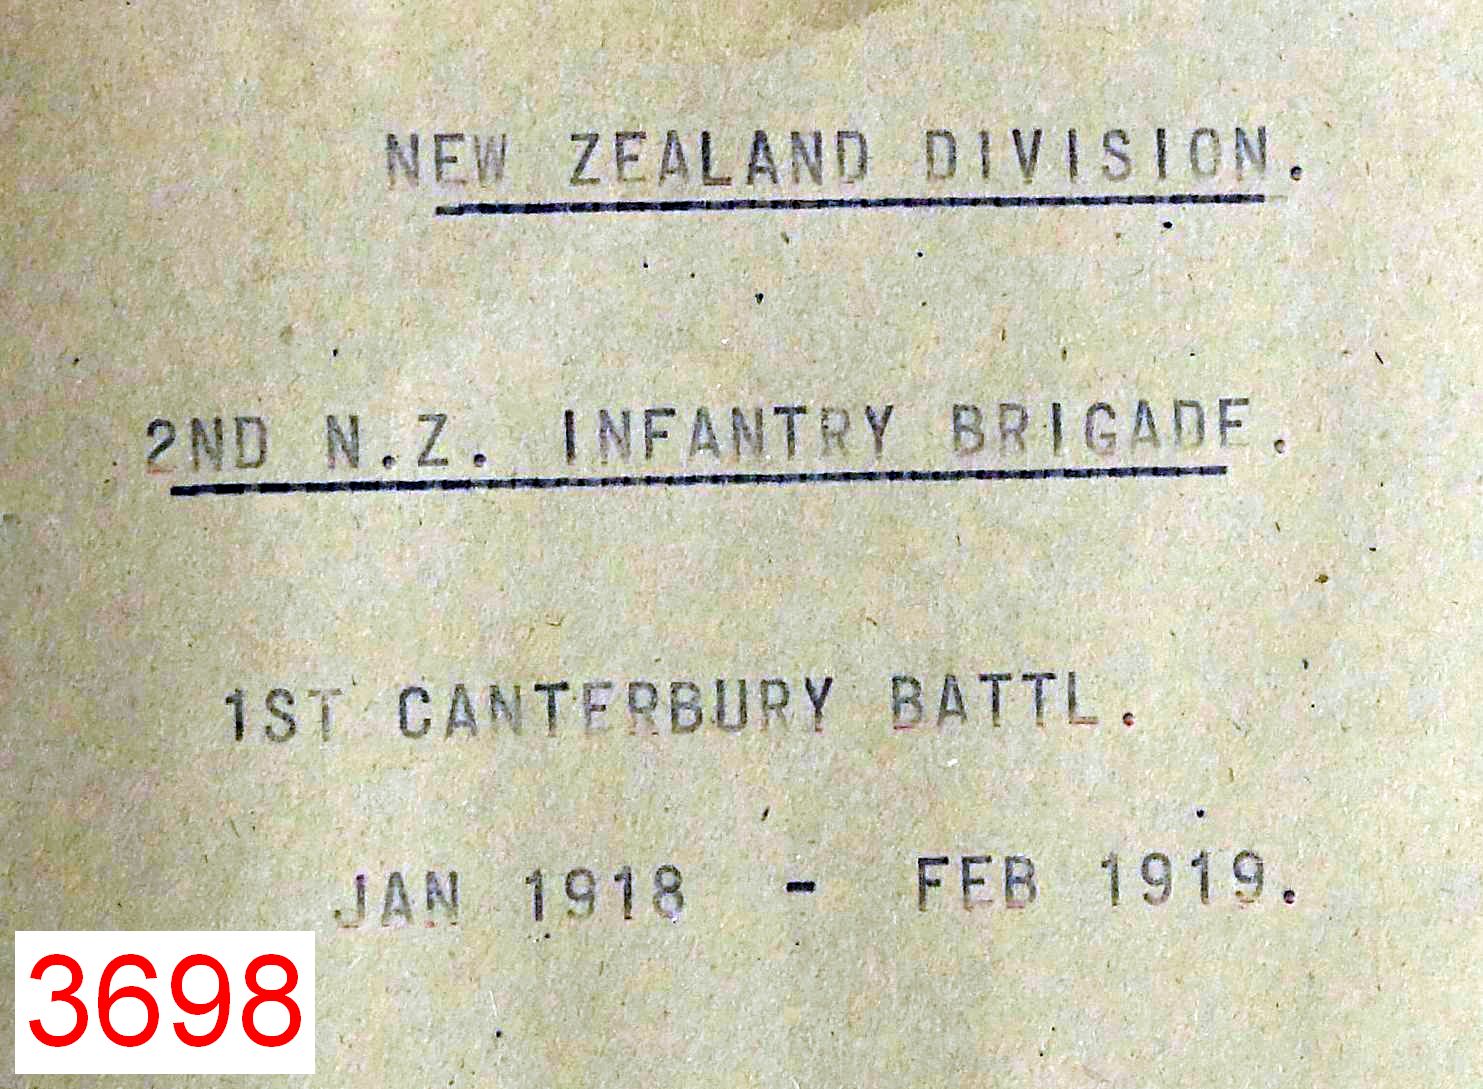 NEW ZEALAND DIVISION.
2ND N.Z. INFANTRY BRIGADE.
1ST CANTERBURY BATTL.
JAN 1918 - FEB 1919.
3698